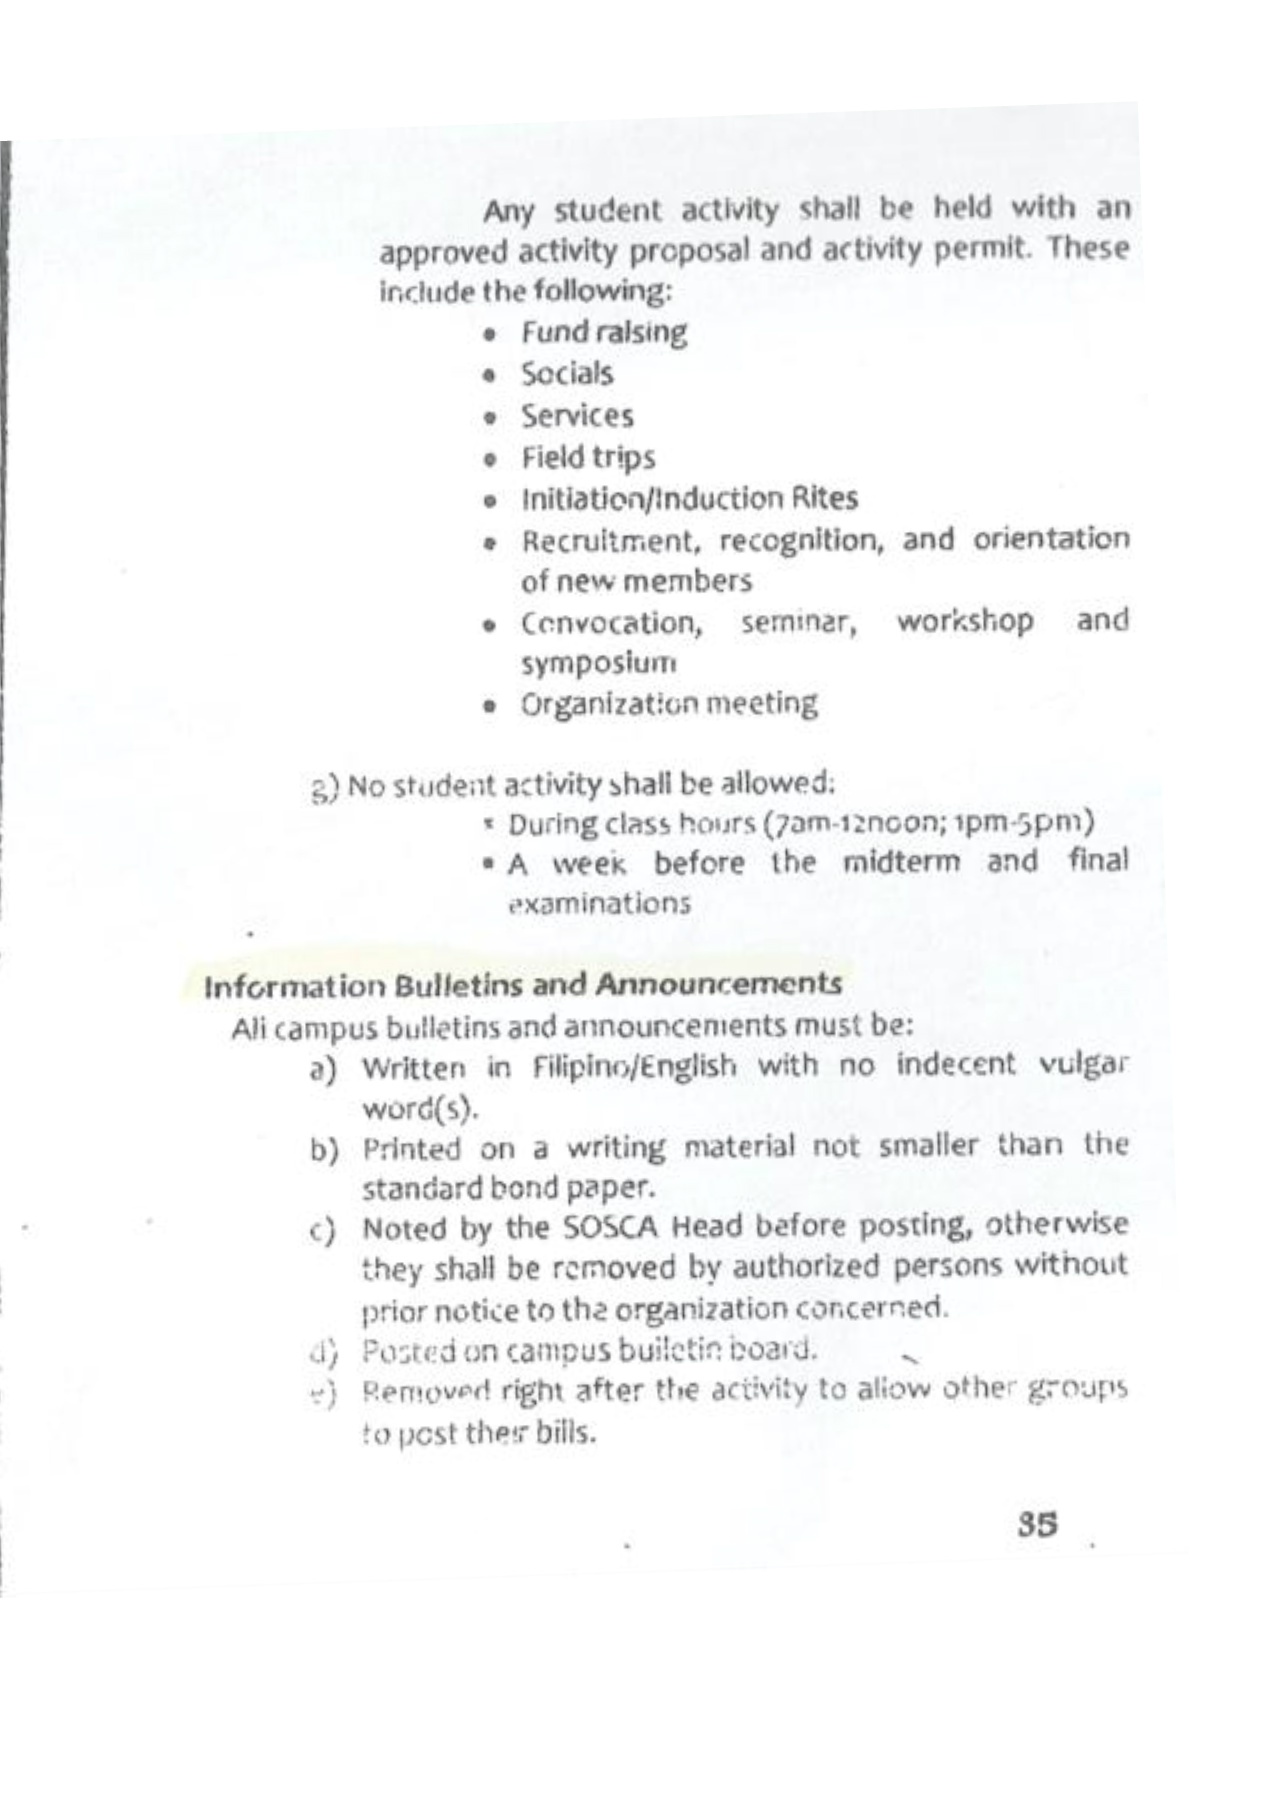 Any student activity shall be held with an
approved activity proposal and activity permit. These
include the following:
• Fund raising
• Socials
• Services
• Field trips
• Initiation/Induction Rites
• Recruitment, recognition, and orientation
of new members
• Convocation, seminar, workshop and
symposium
• Organization meeting
g) No student activity shall be allowed:
▪ During class hours (7am-12noon; 1pm-5pm)
▪ A week before the midterm and final
examinations
Information Bulletins and Announcements
All campus bulletins and announcements must be:
a) Written in Filipino/English with no indecent vulgar
word(s).
b) Printed on a writing material not smaller than the
standard bond paper.
c) Noted by the SOSCA Head before posting, otherwise
they shall be removed by authorized persons without
prior notice to the organization concerned.
d) Posted on campus bulletin board.
e) Removed right after the activity to allow other groups
to post their bills.
35